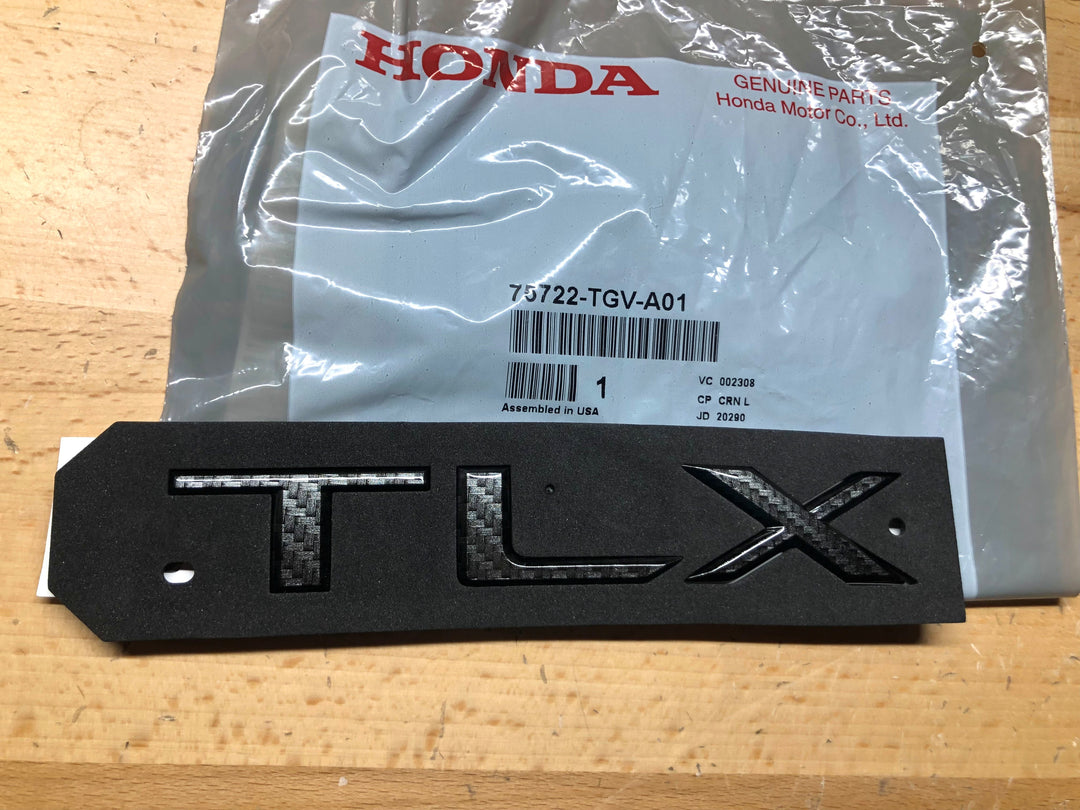 HONDA
GENUINE PARTS
Honda Motor Co., Ltd.
75722-TGV-A01
1
VC 002308
Assembled in USA
CP CRN L
JD 20290
TLX